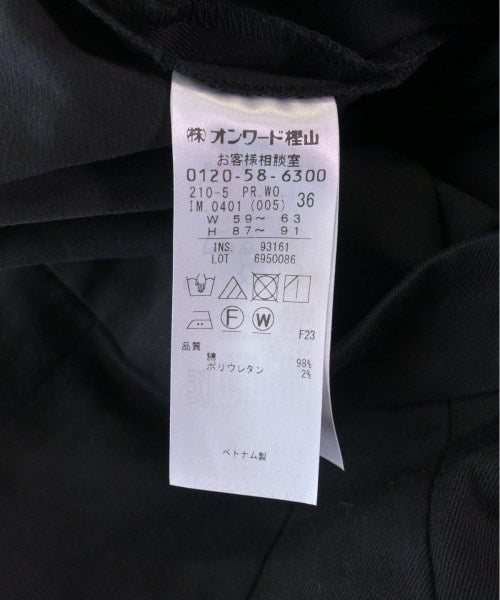 ㈱オンワード樫山
お客様相談室
0120-58-6300
210-5 PR.WO. 36
IM.0401 (005)
W 59〜 63
H 87〜 91
INS. 93161
LOT 6950086
F W
F23
品質
綿 98%
ポリウレタン 2%
ベトナム製